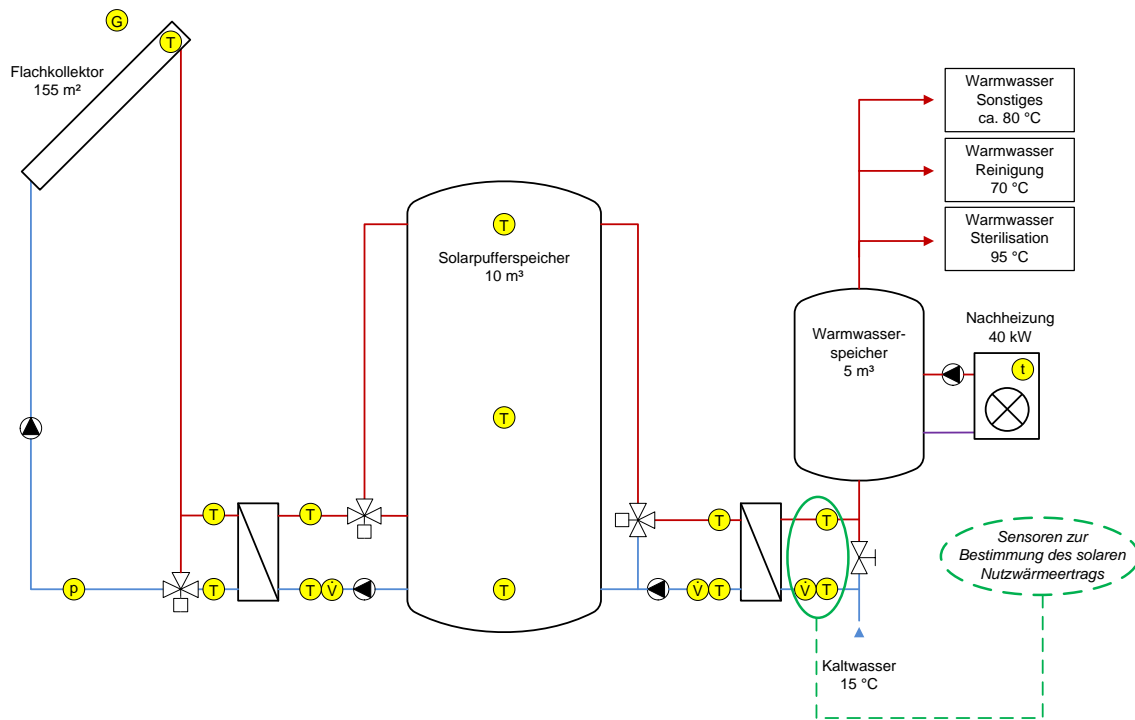 G
T
Flachkollektor
155 m²
Warmwasser
Sonstiges
ca. 80 °C
Warmwasser
Reinigung
70 °C
Warmwasser
Sterilisation
95 °C
T
Solarpufferspeicher
10 m³
Nachheizung
40 kW
t
Warmwasser-
speicher
5 m³
T
T
T
T
T
p
T
T
V̇
T
V̇
T
V̇
T
Sensoren zur
Bestimmung des solaren
Nutzwärmeertrags
Kaltwasser
15 °C